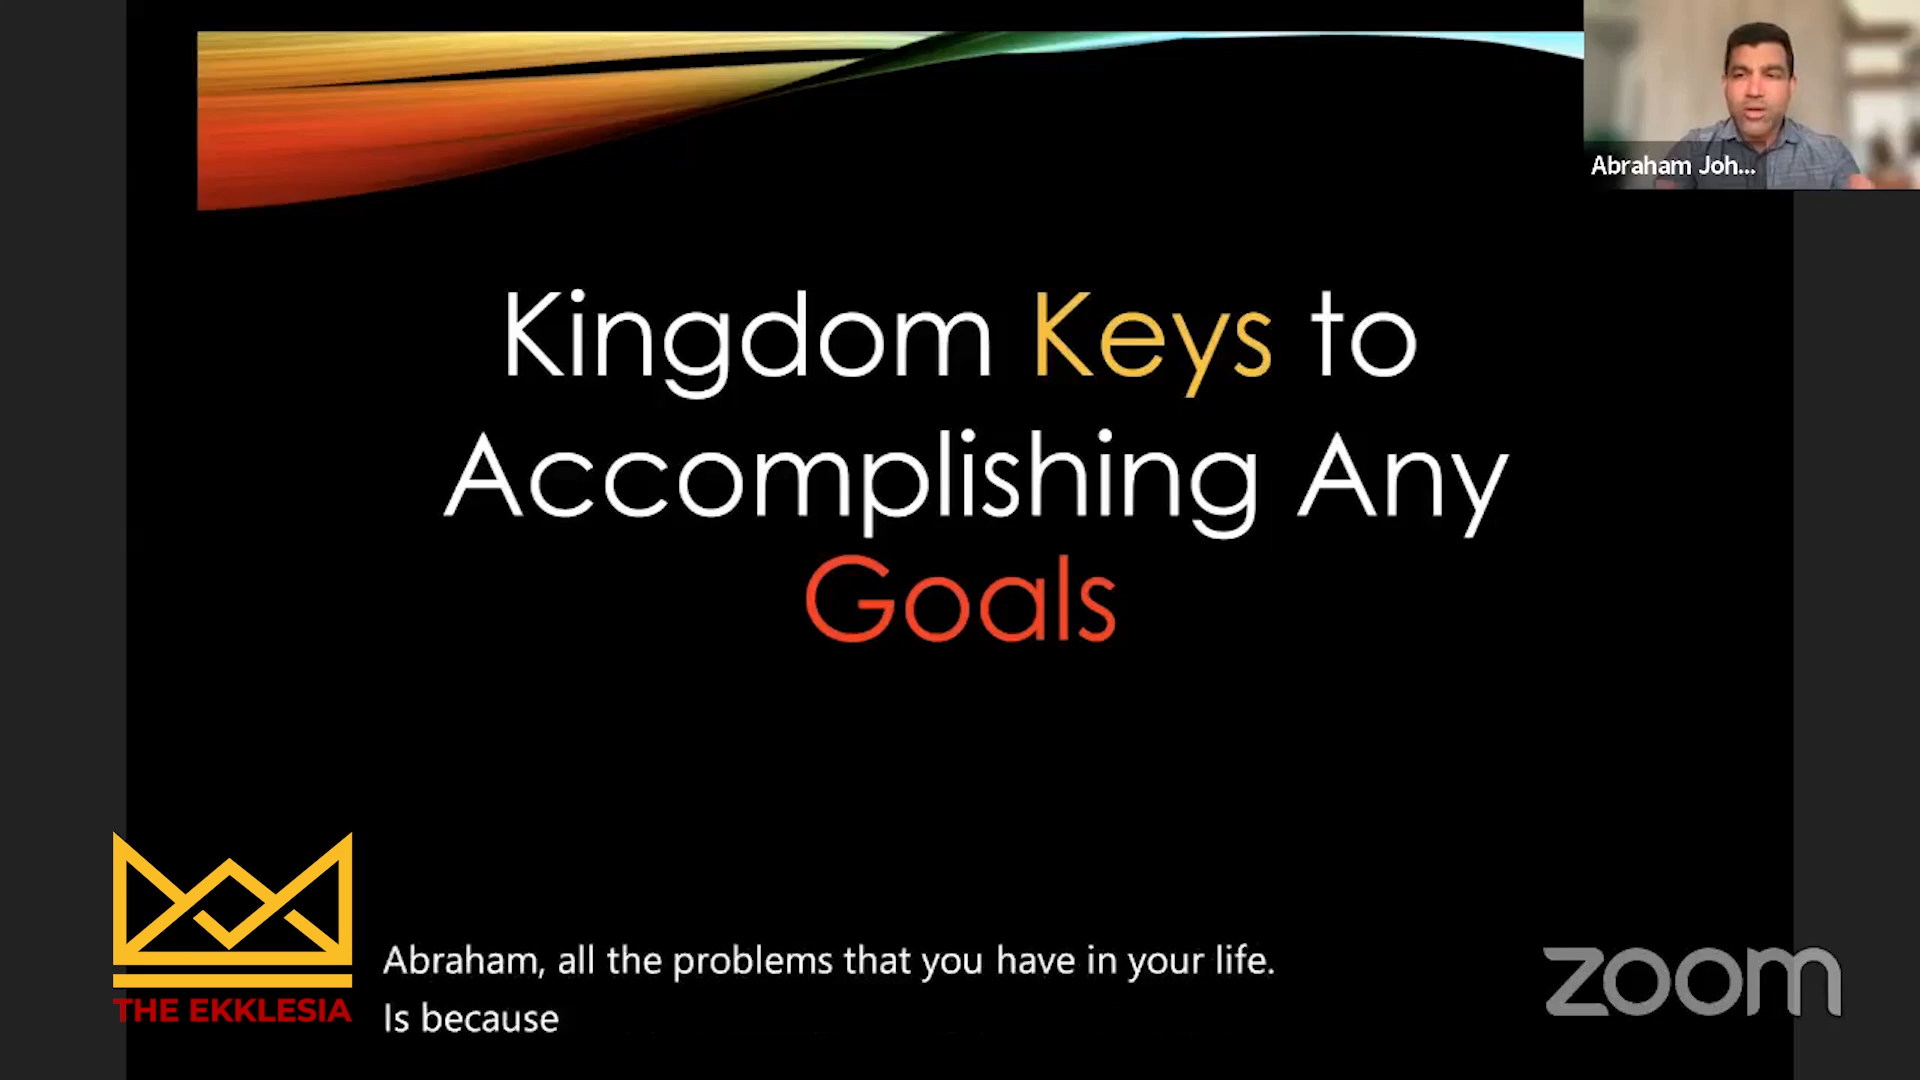 Abraham Joh...
Kingdom Keys to
Accomplishing Any
Goals
THE EKKLESIA
Abraham, all the problems that you have in your life.
Is because
zoom